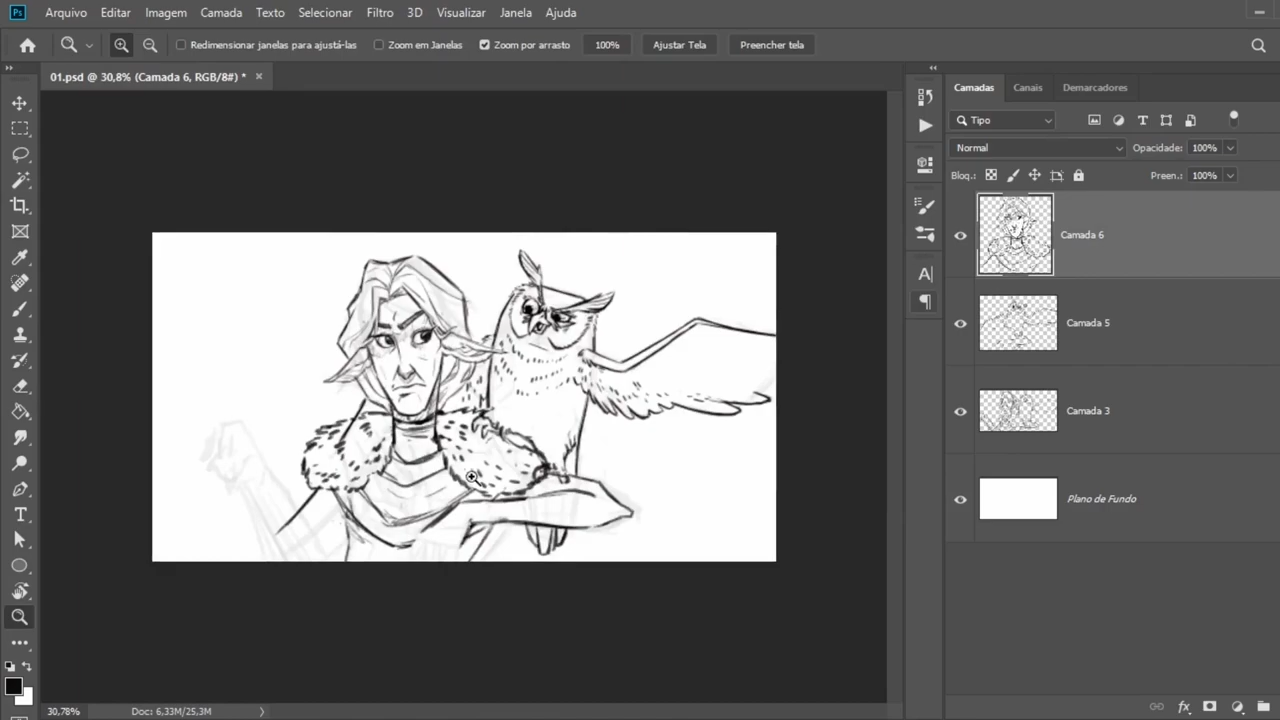 Ps Arquivo Editar Imagem Camada Texto Selecionar Filtro 3D Visualizar Janela Ajuda
Redimensionar janelas para ajustá-las Zoom em Janelas Zoom por arrasto 100% Ajustar Tela Preencher tela
01.psd @ 30,8% (Camada 6, RGB/8#) * ×
Camadas Canais Demarcadores
Tipo
Normal Opacidade: 100%
Bloq.: Preen.: 100%
Camada 6
Camada 5
Camada 3
Plano de Fundo
30,78% Doc: 6,33M/25,3M